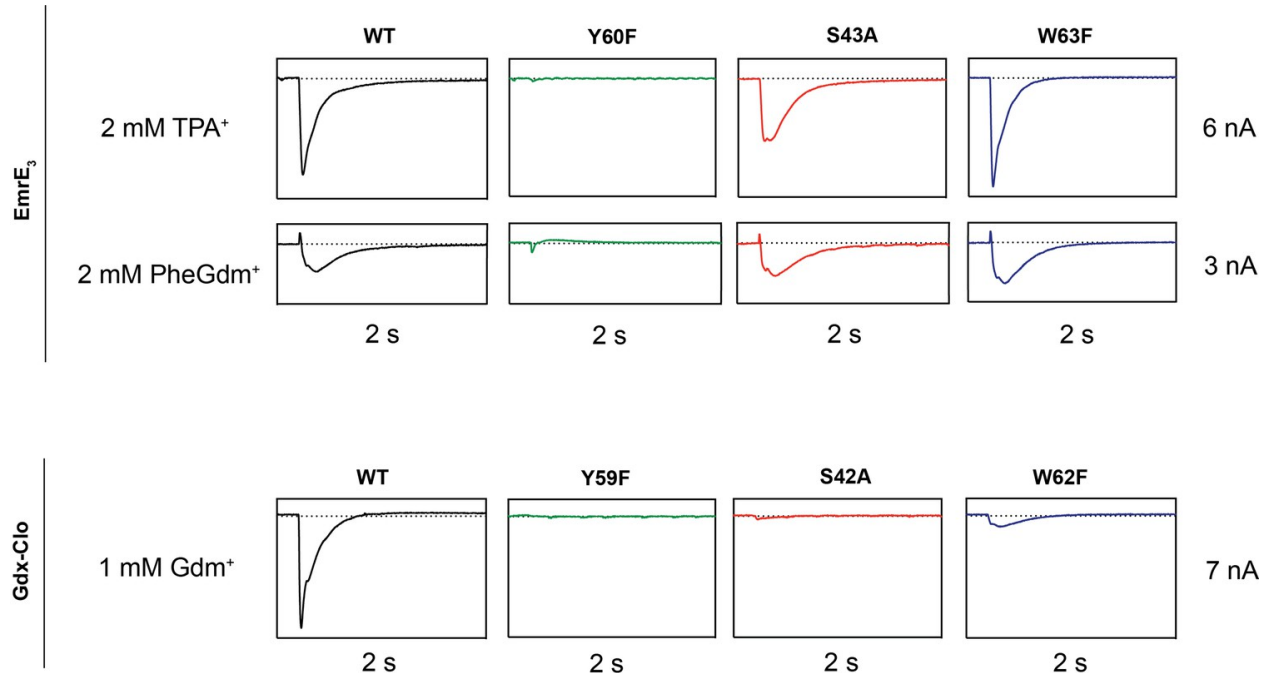 EmrE3
WT Y60F S43A W63F
2 mM TPA+ 6 nA
2 mM PheGdm+ 3 nA
2 s 2 s 2 s 2 s
Gdx-Clo
WT Y59F S42A W62F
1 mM Gdm+ 7 nA
2 s 2 s 2 s 2 s